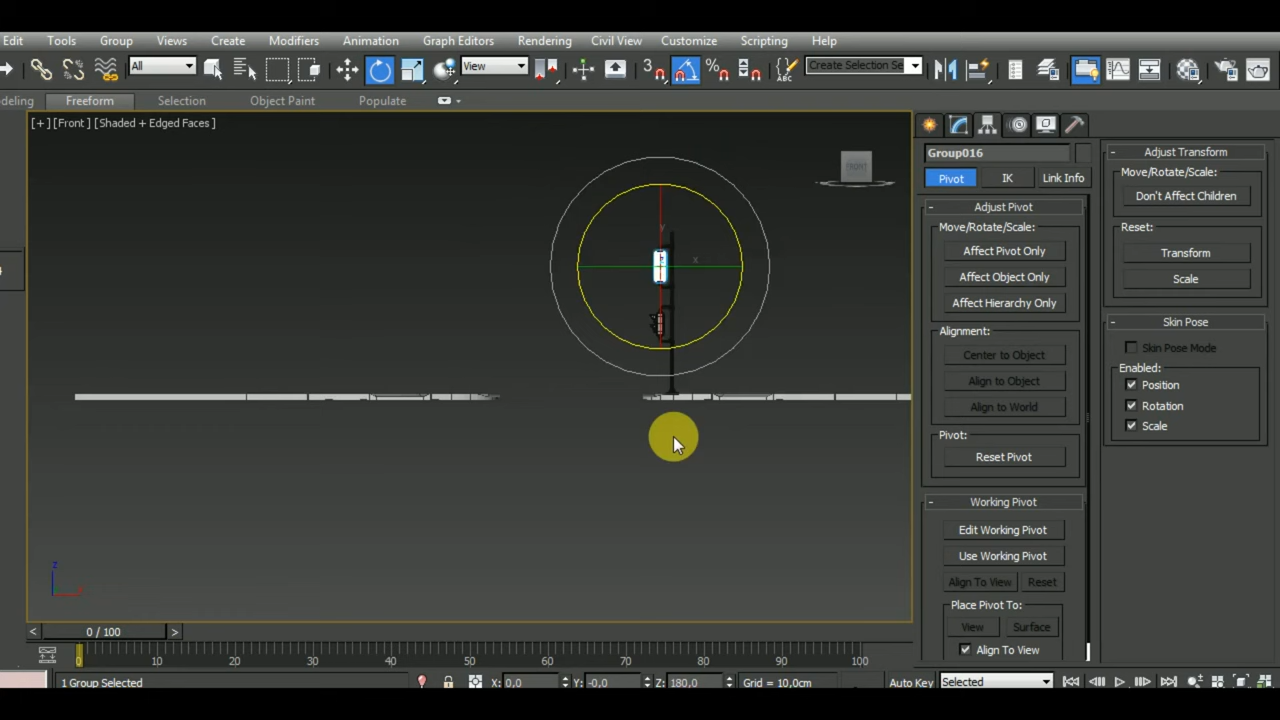 Edit Tools Group Views Create Modifiers Animation Graph Editors Rendering Civil View Customize Scripting Help
All View 3 % ABC Create Selection Se
deling Freeform Selection Object Paint Populate
[+] [Front ] [Shaded + Edged Faces ]
FRONT
y
x
z
Group016
Pivot IK Link Info
- Adjust Pivot
Move/Rotate/Scale:
Affect Pivot Only
Affect Object Only
Affect Hierarchy Only
Alignment:
Center to Object
Align to Object
Align to World
Pivot:
Reset Pivot
- Working Pivot
Edit Working Pivot
Use Working Pivot
Align To View Reset
Place Pivot To:
View Surface
Align To View
- Adjust Transform
Move/Rotate/Scale:
Don't Affect Children
Reset:
Transform
Scale
- Skin Pose
Skin Pose Mode
Enabled:
Position
Rotation
Scale
< 0 / 100 >
0 10 20 30 40 50 60 70 80 90 100
1 Group Selected X: 0,0 Y: -0,0 Z: 180,0 Grid = 10,0cm Auto Key Selected